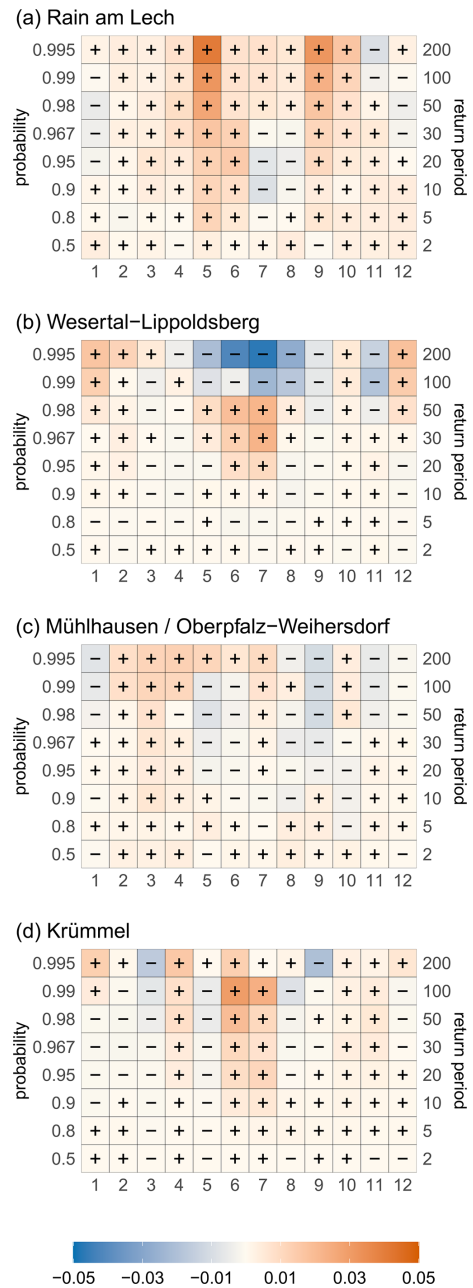 (a) Rain am Lech
probability
return period
0.995 + + + + + + + + + + − + 200
0.99 − + + + + + + + + + − − 100
0.98 − + + + + + + + + + + − 50
0.967 − + + + + + − − + + + − 30
0.95 − + + + + + − − + + + + 20
0.9 + + + + + + − − + + + + 10
0.8 + − + + + + − + + + + + 5
0.5 + + + − + + + + − + + + 2
1 2 3 4 5 6 7 8 9 10 11 12
(b) Wesertal−Lippoldsberg
probability
return period
0.995 + + + − − − − − − + − + 200
0.99 + + − + − − − − − + − + 100
0.98 + + − − + + + + − + − + 50
0.967 + + + − + + + + − + + + 30
0.95 + + − − − + + − − + + − 20
0.9 + + − − + + + − − + + − 10
0.8 − − − − + − − − + + + − 5
0.5 + − + + + + − + + − + − 2
1 2 3 4 5 6 7 8 9 10 11 12
(c) Mühlhausen / Oberpfalz−Weihersdorf
probability
return period
0.995 − + + + + + + − − + − − 200
0.99 − + + + − − + + − + − − 100
0.98 − + + − − − + − − + − − 50
0.967 + + + + − − + − − − + + 30
0.95 + + + + − − + − − − + + 20
0.9 − + + + + − − − + − + + 10
0.8 + + + + + + − + + − + + 5
0.5 − + + + − + + + + + + − 2
1 2 3 4 5 6 7 8 9 10 11 12
(d) Krümmel
probability
return period
0.995 + + − + + + + + − + + + 200
0.99 + − − + − + + − − + + − 100
0.98 − − − + − + + − + + + − 50
0.967 − − − + − + + − − + + − 30
0.95 − − − + − + + − + + + + 20
0.9 − + − + − + + + + + + + 10
0.8 + + + + + + + + + + + + 5
0.5 + + − + − + + + + + + − 2
1 2 3 4 5 6 7 8 9 10 11 12
−0.05 −0.03 −0.01 0.01 0.03 0.05